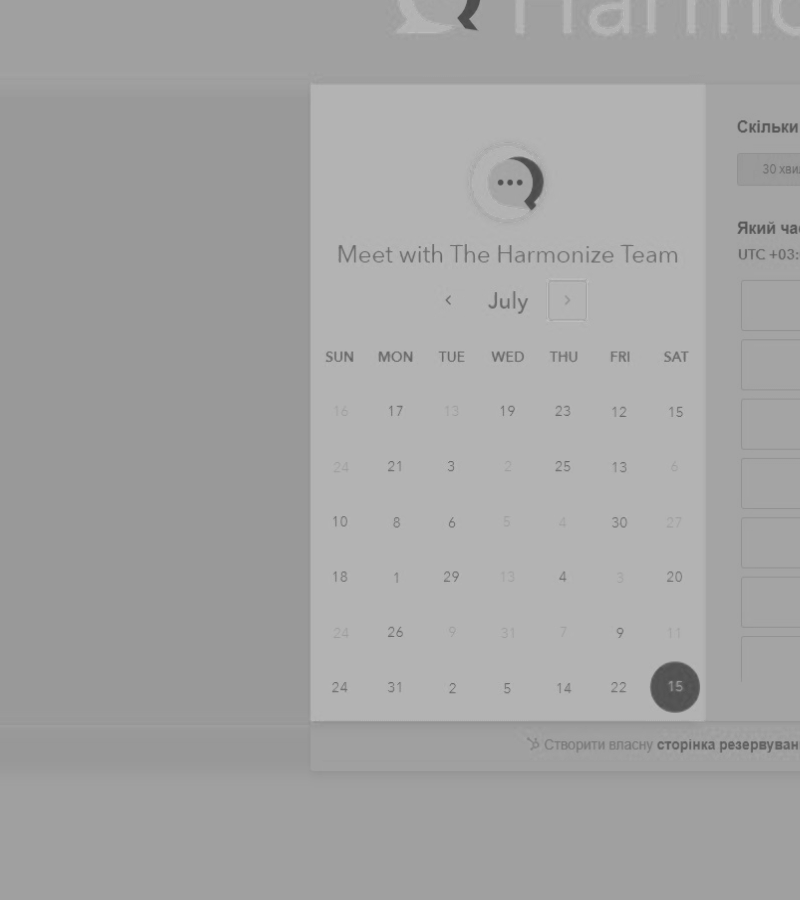 Harmo
Meet with The Harmonize Team
July
SUN MON TUE WED THU FRI SAT
16 17 13 19 23 12 15
24 21 3 2 25 13 6
10 8 6 5 4 30 27
18 1 29 13 4 3 20
24 26 9 31 7 9 11
24 31 2 5 14 22 15
Скільки
30 хви
Який ча
UTC +03:
Створити власну сторінка резервуван